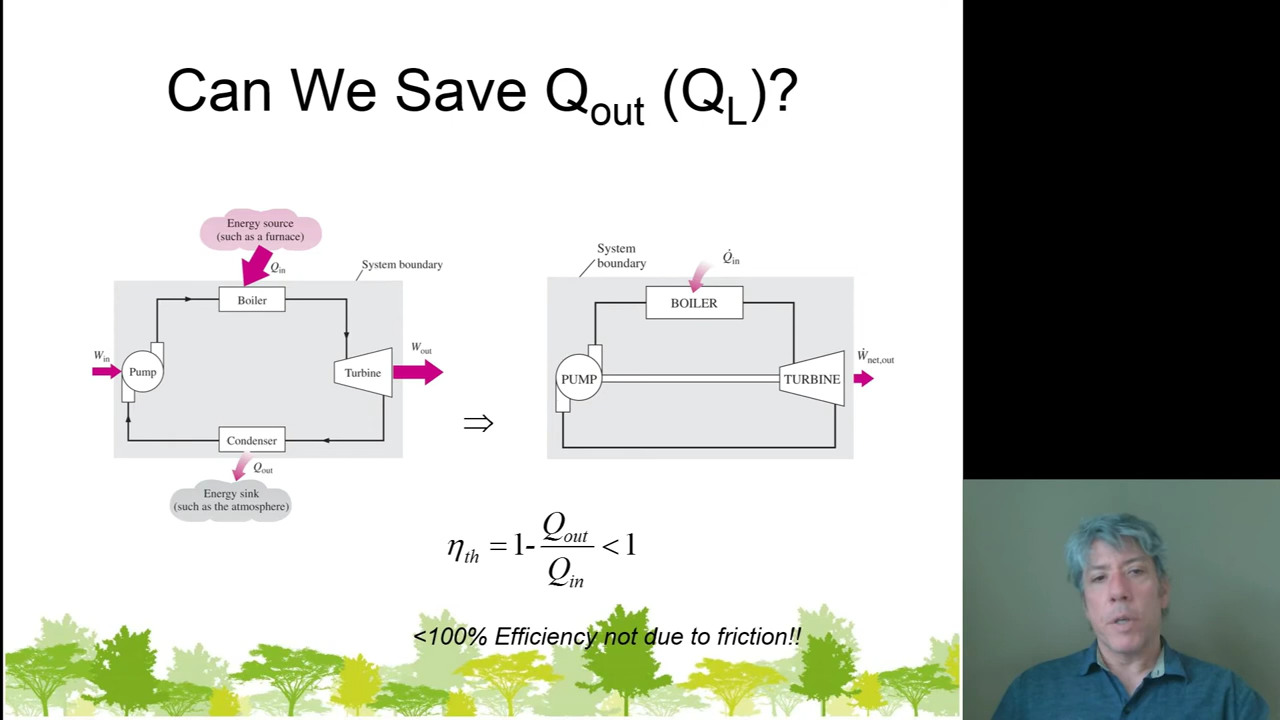 Can We Save Qout (QL)?
Energy source
(such as a furnace)
Qin
System boundary
Boiler
Win
Pump
Wout
Turbine
Condenser
Qout
Energy sink
(such as the atmosphere)
⇒
System
boundary
Q̇in
BOILER
PUMP
TURBINE
Ẇnet,out
ηth = 1- Qout / Qin < 1
<100% Efficiency not due to friction!!